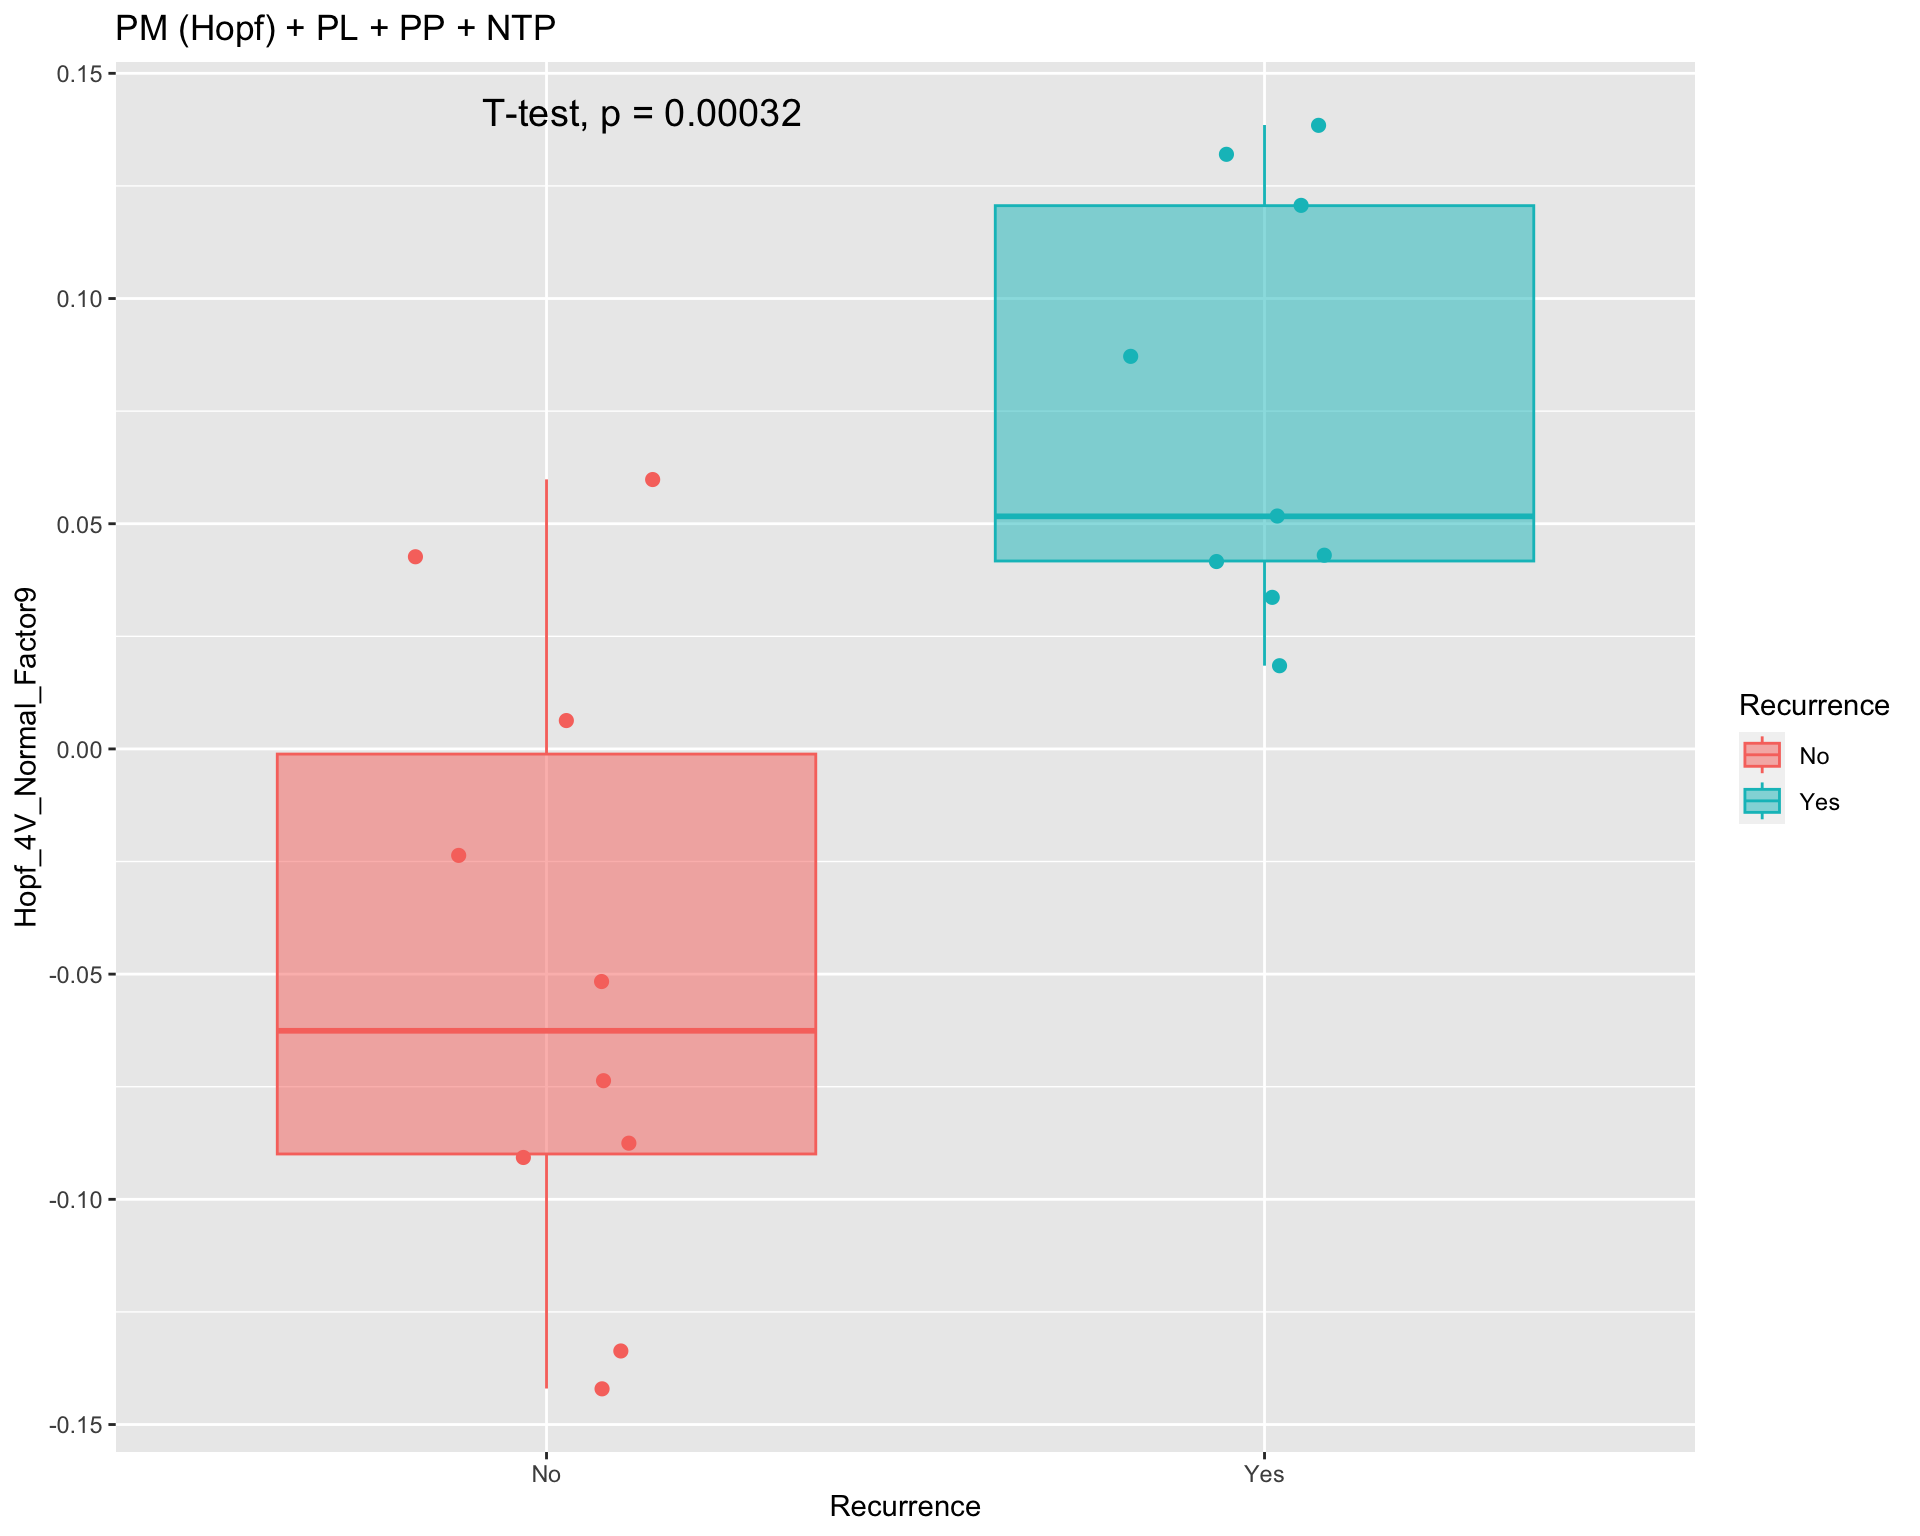 PM (Hopf) + PL + PP + NTP
T-test, p = 0.00032
0.15
0.10
0.05
0.00
-0.05
-0.10
-0.15
Hopf_4V_Normal_Factor9
No
Yes
Recurrence
Recurrence
No
Yes